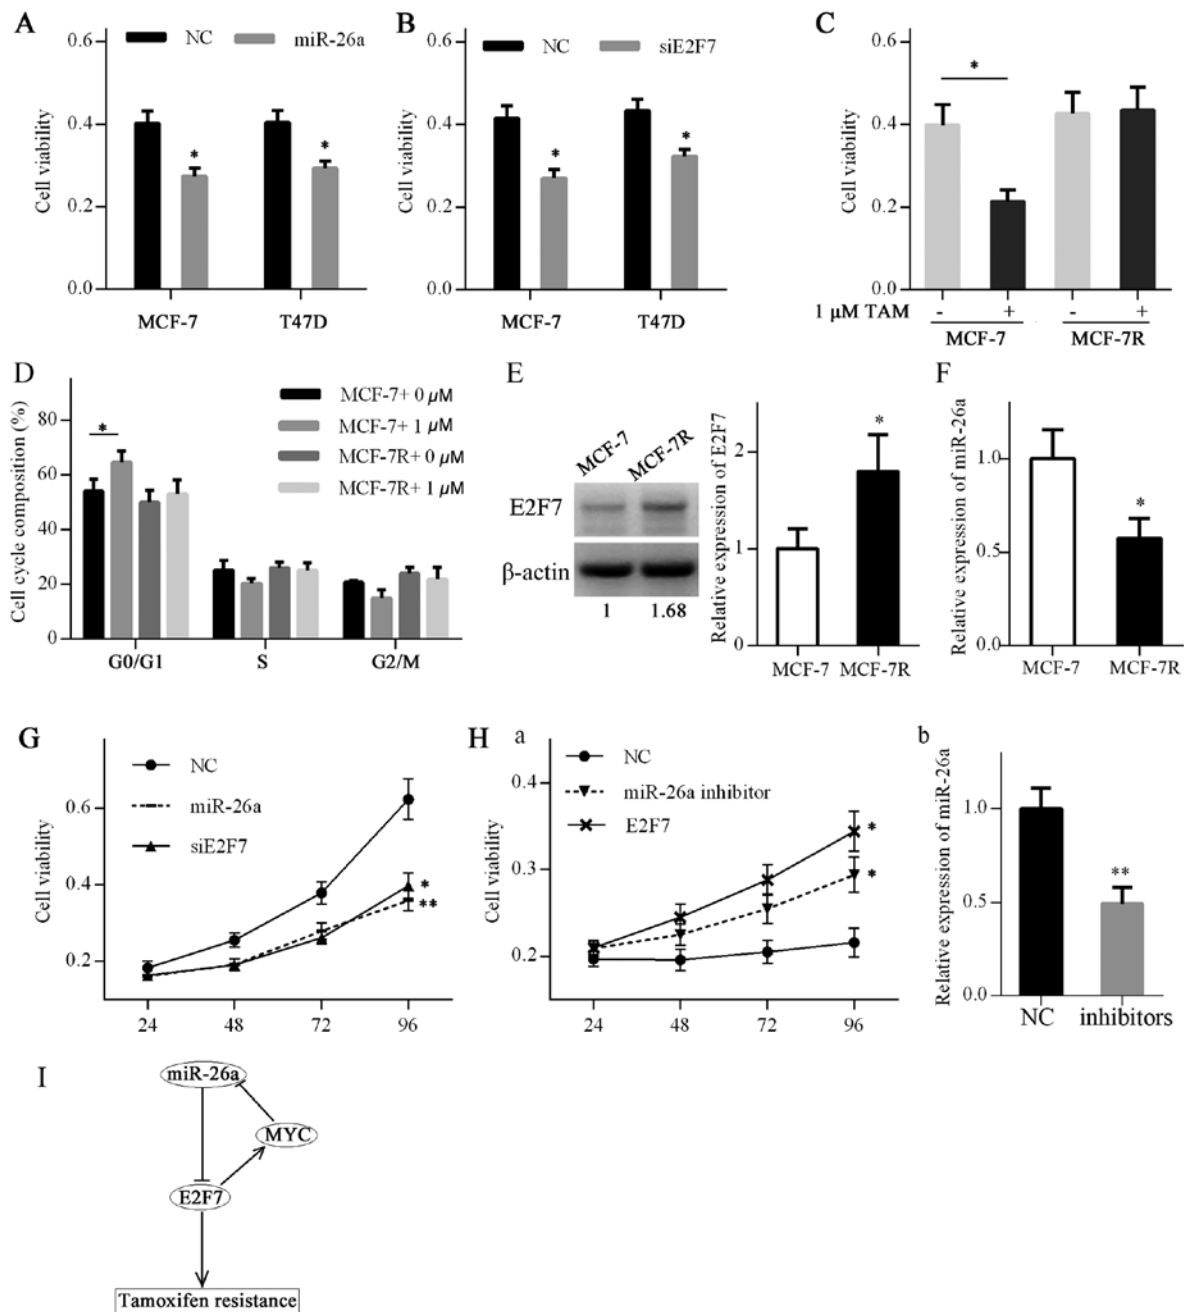 A
NC miR-26a
Cell viability
0.6
0.4
0.2
0.0
* *
MCF-7 T47D
B
NC siE2F7
Cell viability
0.6
0.4
0.2
0.0
* *
MCF-7 T47D
C
Cell viability
0.6
0.4
0.2
0.0
*
1 μM TAM - + - +
MCF-7 MCF-7R
D
Cell cycle composition (%)
80
60
40
20
0
*
MCF-7+ 0 μM
MCF-7+ 1 μM
MCF-7R+ 0 μM
MCF-7R+ 1 μM
G0/G1 S G2/M
E
MCF-7 MCF-7R
E2F7
β-actin
1 1.68
Relative expression of E2F7
2
1
0
*
MCF-7 MCF-7R
F
Relative expression of miR-26a
1.0
0.5
0.0
*
MCF-7 MCF-7R
G
NC
miR-26a
siE2F7
Cell viability
0.6
0.4
0.2
*
**
24 48 72 96
H a
NC
miR-26a inhibitor
E2F7
Cell viability
0.4
0.3
0.2
*
*
24 48 72 96
b
Relative expression of miR-26a
1.0
0.5
0.0
**
NC inhibitors
I
miR-26a
MYC
E2F7
Tamoxifen resistance